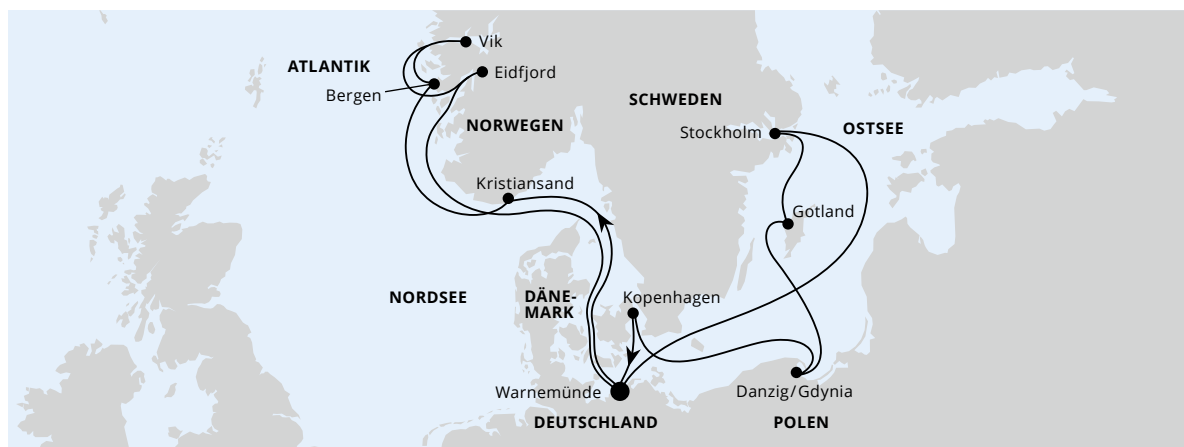 Vik
ATLANTIK
Eidfjord
Bergen
SCHWEDEN
NORWEGEN
Stockholm
OSTSEE
Kristiansand
Gotland
NORDSEE
DÄNE-
MARK
Kopenhagen
Warnemünde
Danzig/Gdynia
DEUTSCHLAND
POLEN